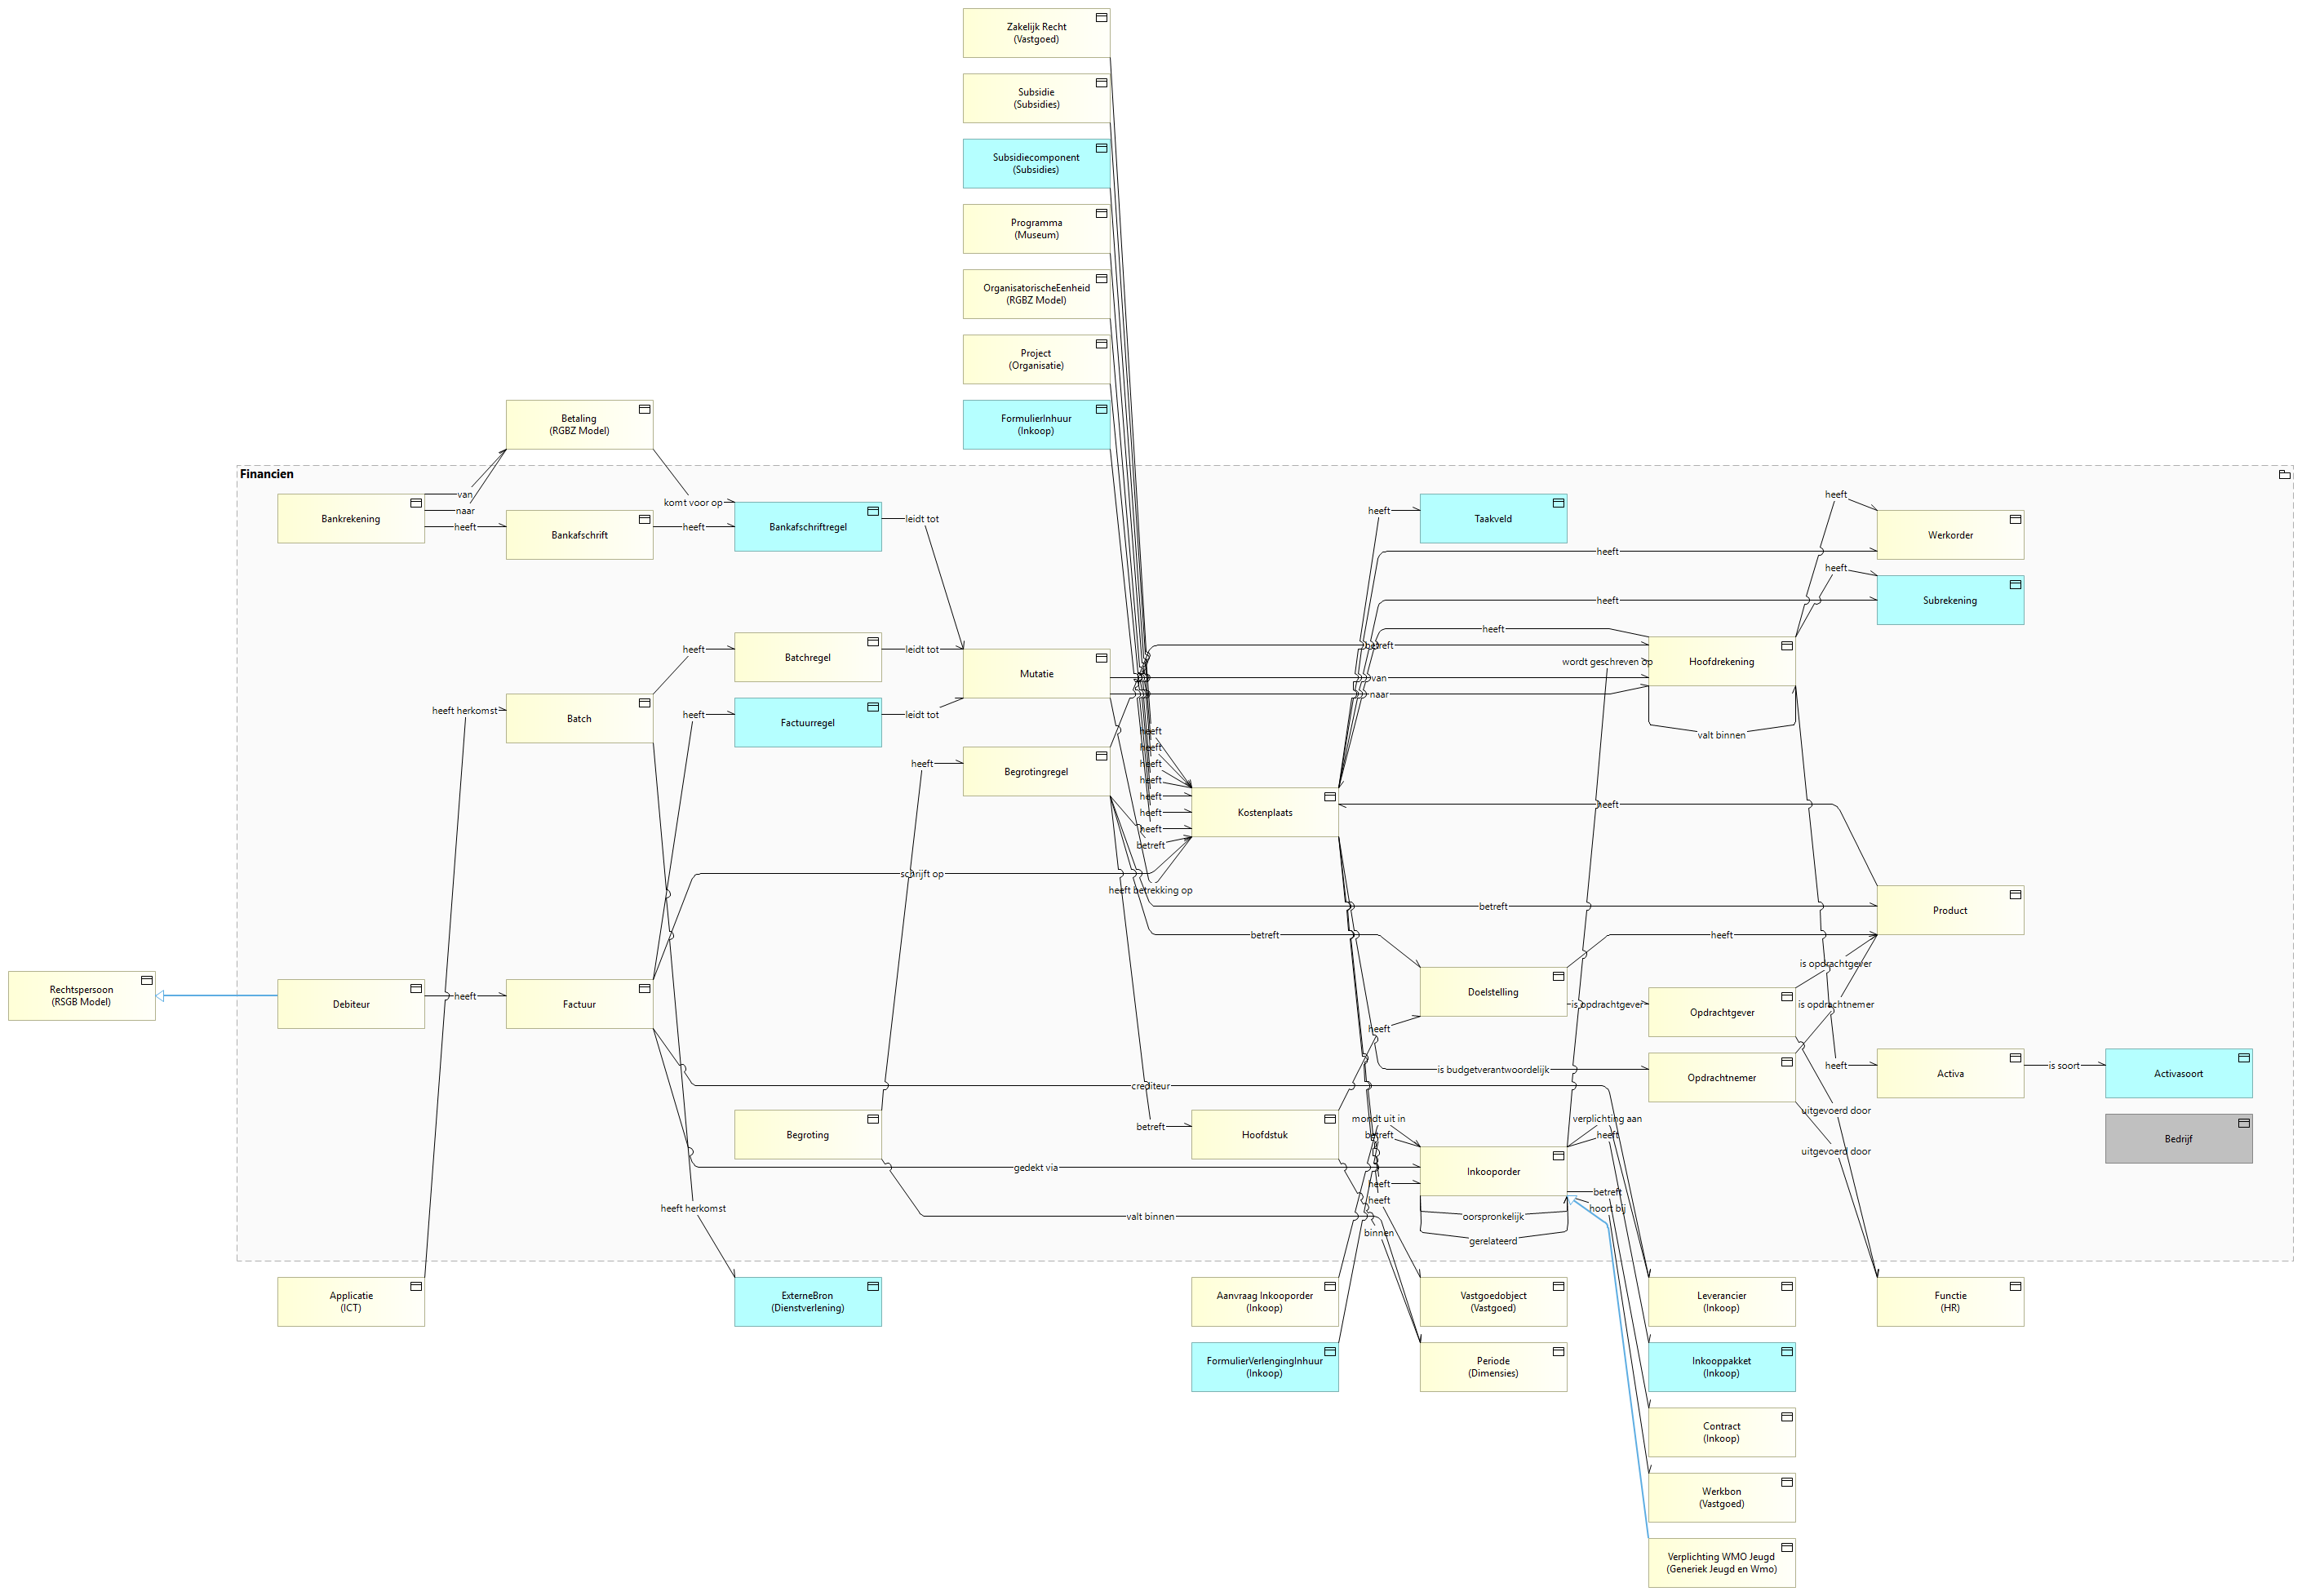 Zakelijk Recht
(Vastgoed)
Subsidie
(Subsidies)
Subsidiecomponent
(Subsidies)
Programma
(Museum)
OrganisatorischeEenheid
(RGBZ Model)
Project
(Organisatie)
FormulierInhuur
(Inkoop)
Betaling
(RGBZ Model)
Financien
van
naar
heeft
Bankrekening
Bankafschrift
heeft
komt voor op
Bankafschriftregel
leidt tot
heeft
Taakveld
heeft
Werkorder
heeft
heeft
Subrekening
heeft
heeft
betreft
wordt geschreven op
Hoofdrekening
van
naar
valt binnen
heeft
Batchregel
leidt tot
Mutatie
heeft herkomst
Batch
heeft
Factuurregel
leidt tot
heeft
Begrotingregel
heeft
heeft
heeft
heeft
heeft
heeft
heeft
betreft
Kostenplaats
heeft
schrijft op
heeft betrekking op
betreft
Product
betreft
heeft
is opdrachtgever
Rechtspersoon
(RSGB Model)
Debiteur
heeft
Factuur
Doelstelling
is opdrachtgever
Opdrachtgever
is opdrachtnemer
heeft
is budgetverantwoordelijk
Opdrachtnemer
heeft
Activa
is soort
Activasoort
crediteur
uitgevoerd door
Begroting
betreft
Hoofdstuk
mondt uit in
betreft
verplichting aan
heeft
Bedrijf
uitgevoerd door
gedekt via
Inkooporder
heeft
heeft
betreft
hoort bij
heeft herkomst
valt binnen
binnen
oorspronkelijk
gerelateerd
Applicatie
(ICT)
ExterneBron
(Dienstverlening)
Aanvraag Inkooporder
(Inkoop)
Vastgoedobject
(Vastgoed)
Leverancier
(Inkoop)
Functie
(HR)
FormulierVerlengingInhuur
(Inkoop)
Periode
(Dimensies)
Inkooppakket
(Inkoop)
Contract
(Inkoop)
Werkbon
(Vastgoed)
Verplichting WMO Jeugd
(Generiek Jeugd en Wmo)